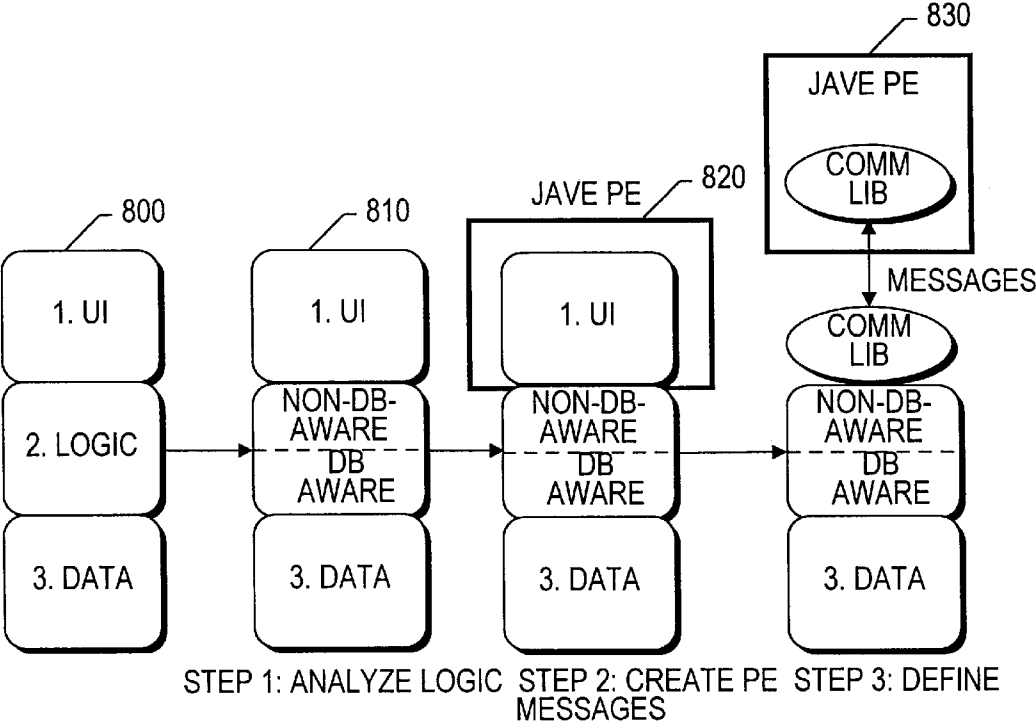 830
JAVE PE
COMM
LIB
JAVE PE
820
800
810
MESSAGES
1. UI
1. UI
1. UI
COMM
LIB
2. LOGIC
NON-DB-
AWARE
DB
AWARE
NON-DB-
AWARE
DB
AWARE
NON-DB-
AWARE
DB
AWARE
3. DATA
3. DATA
3. DATA
3. DATA
STEP 1: ANALYZE LOGIC STEP 2: CREATE PE STEP 3: DEFINE
MESSAGES